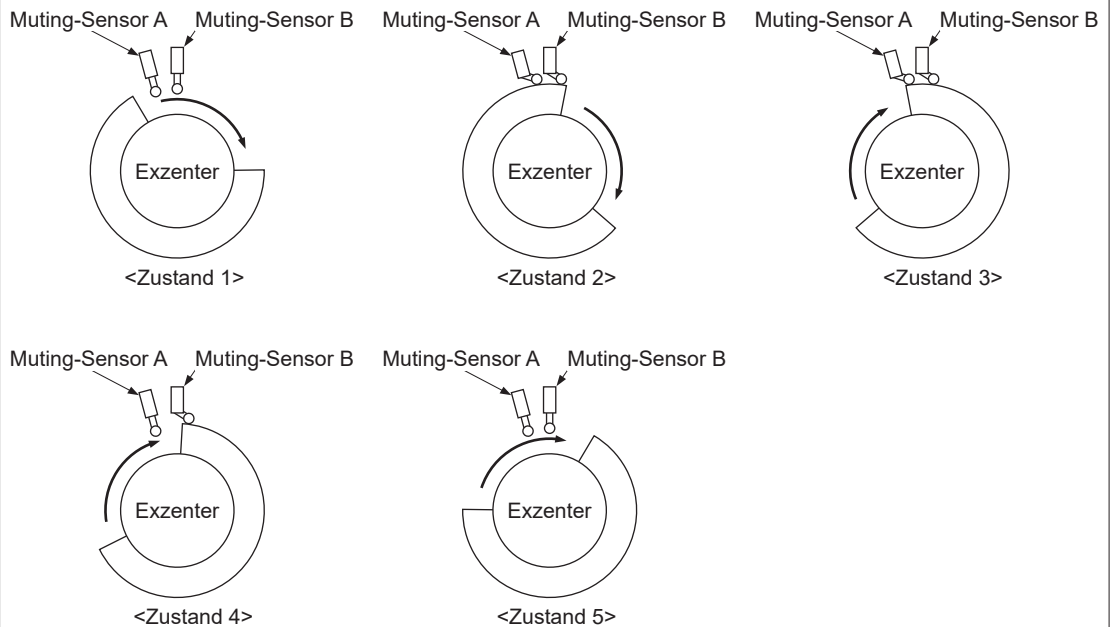 Muting-Sensor A Muting-Sensor B
Muting-Sensor A Muting-Sensor B
Muting-Sensor A Muting-Sensor B
Exzenter
Exzenter
Exzenter
<Zustand 1>
<Zustand 2>
<Zustand 3>
Muting-Sensor A Muting-Sensor B
Muting-Sensor A Muting-Sensor B
Exzenter
Exzenter
<Zustand 4>
<Zustand 5>